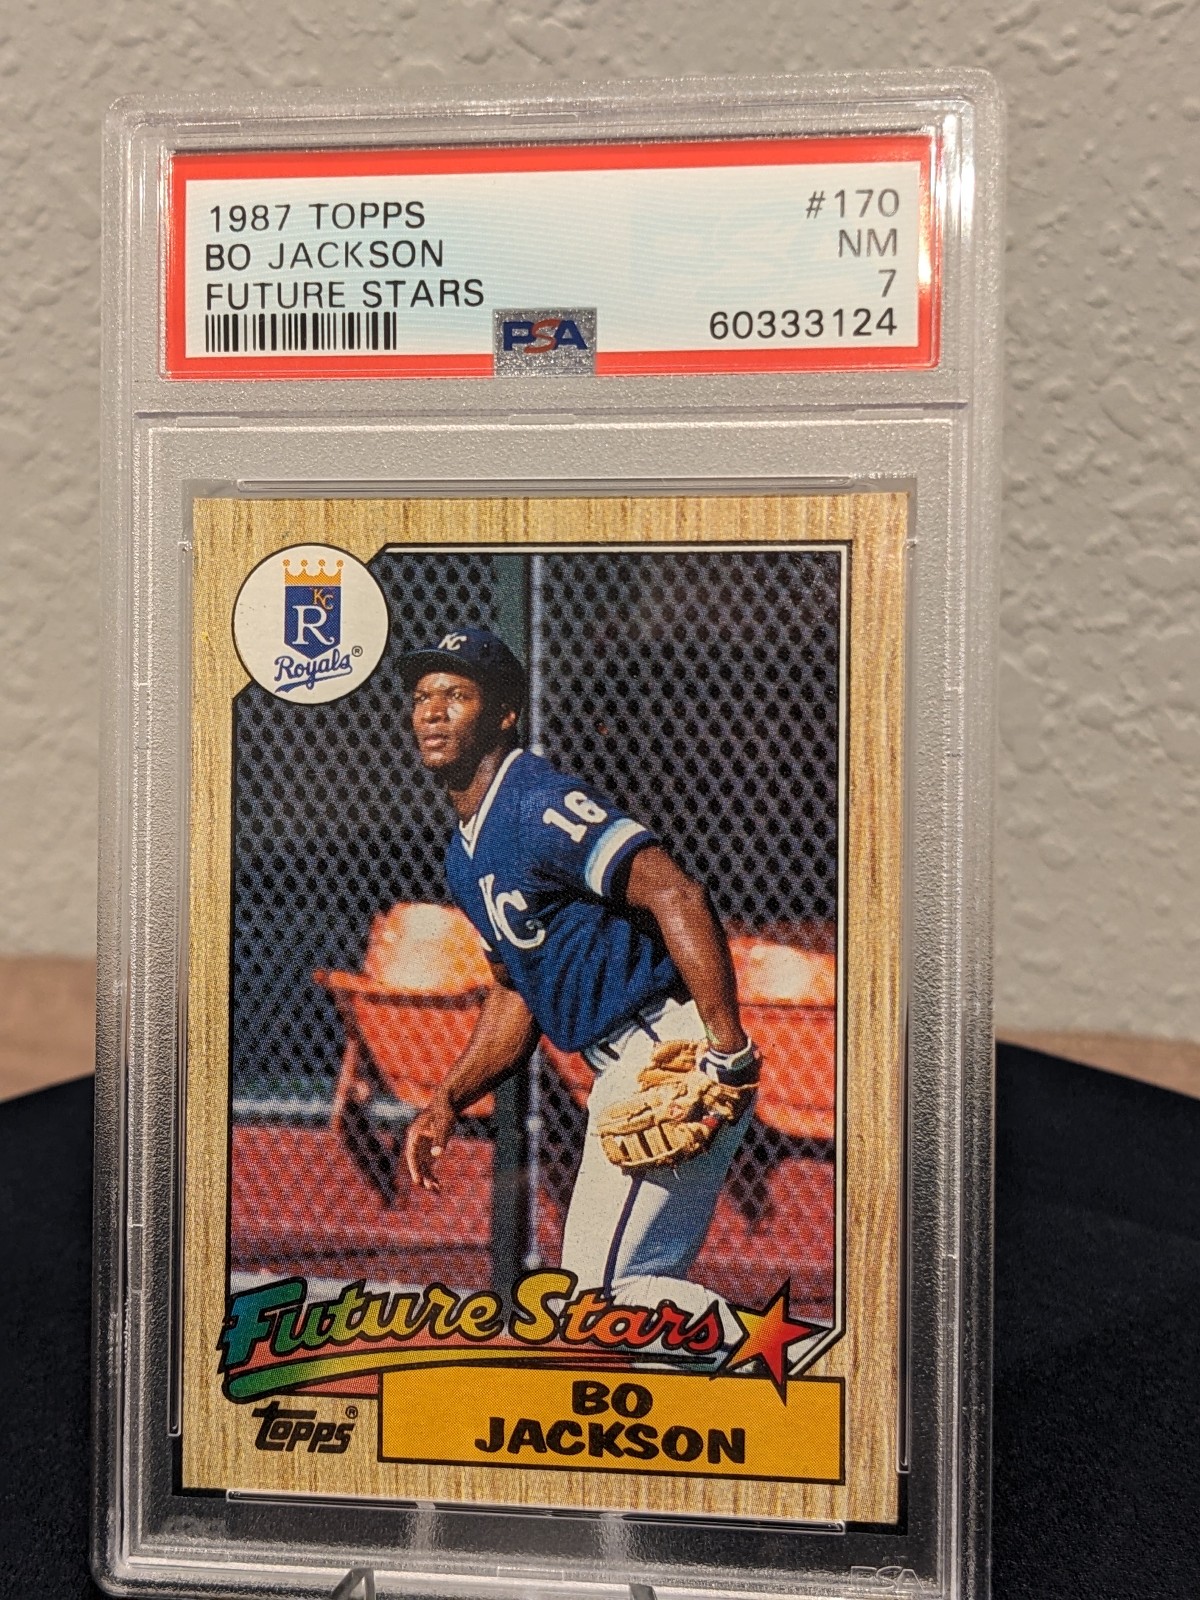 1987 TOPPS #170
BO JACKSON NM
FUTURE STARS 7
PSA 60333124
KC
R
Royals®
KC
16
KC
Future Stars
Topps®
BO
JACKSON
PSA